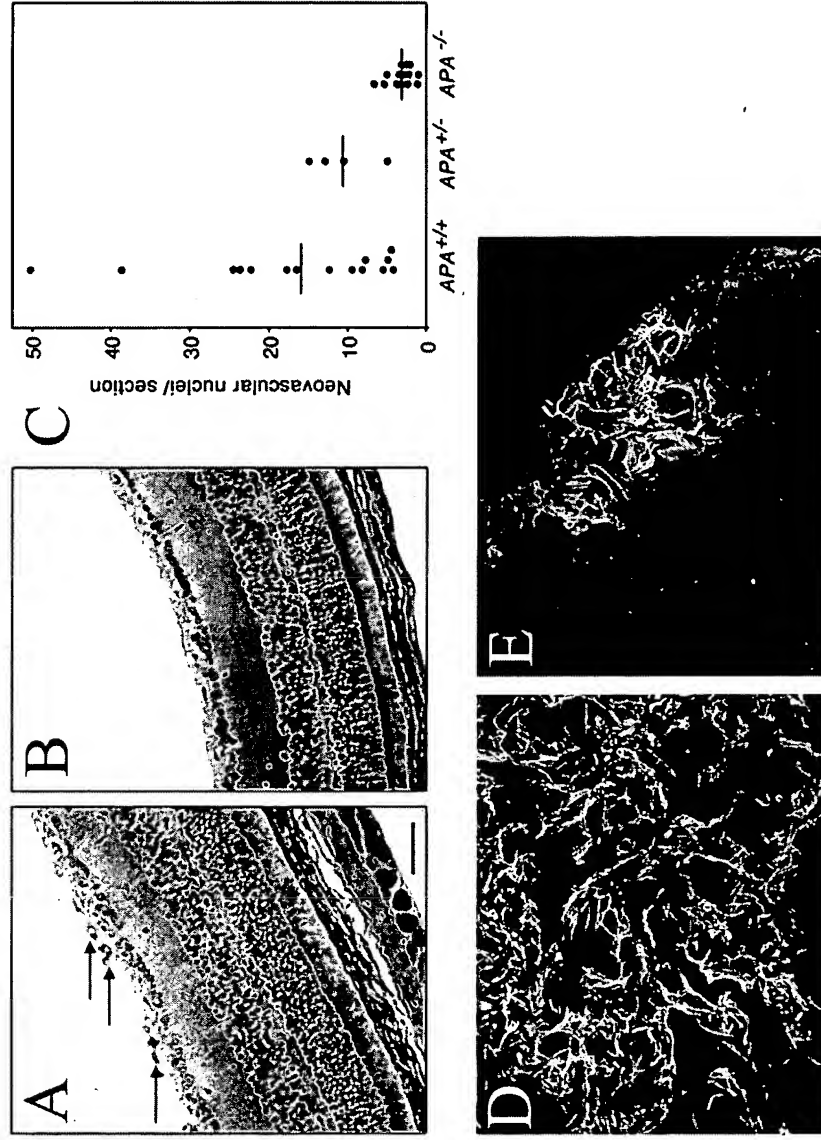 A
B
C
Neovascular nuclei/ section
50
40
30
20
10
0
APA+/+
APA+/-
APA-/-
D
E